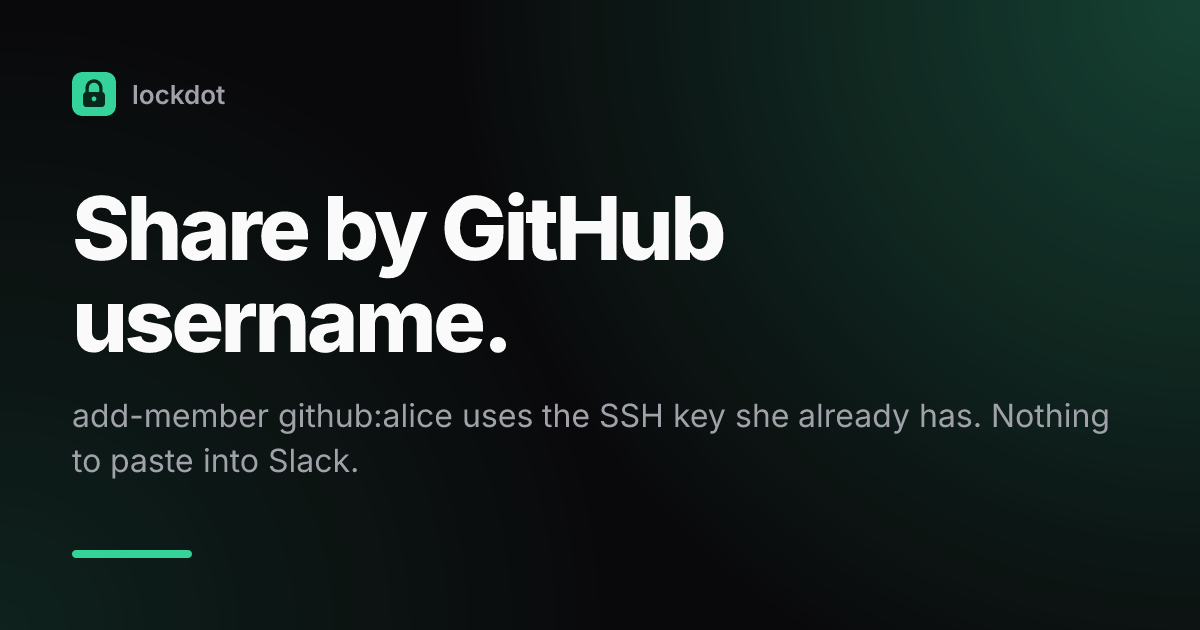 lockdot
Share by GitHub
username.
add-member github:alice uses the SSH key she already has. Nothing
to paste into Slack.